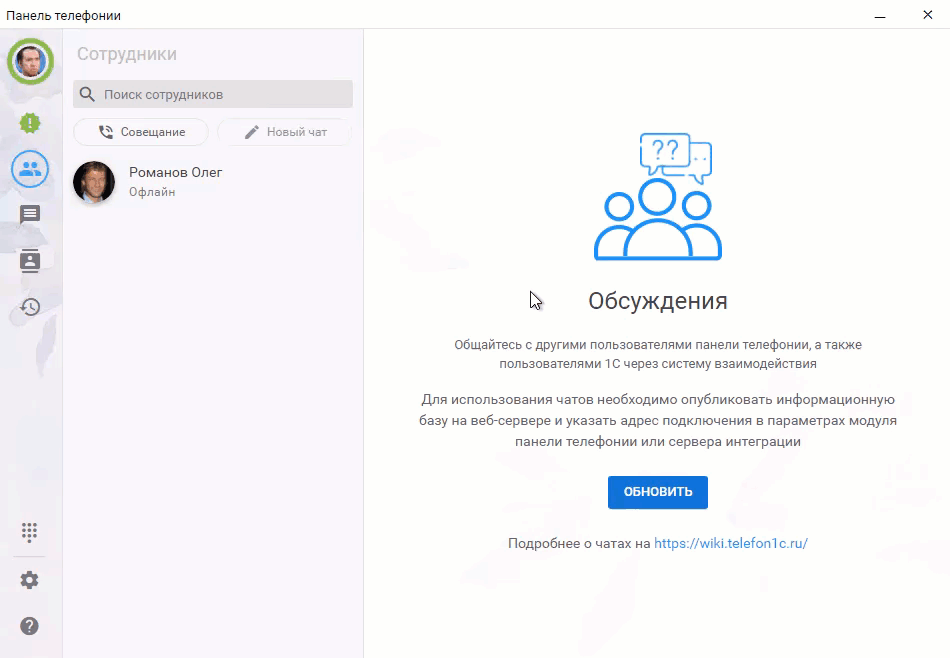 Панель телефонии
Сотрудники
Поиск сотрудников
Совещание
Новый чат
Романов Олег
Офлайн
??
Обсуждения
Общайтесь с другими пользователями панели телефонии, а также
пользователями 1С через систему взаимодействия
Для использования чатов необходимо опубликовать информационную
базу на веб-сервере и указать адрес подключения в параметрах модуля
панели телефонии или сервера интеграции
ОБНОВИТЬ
Подробнее о чатах на https://wiki.telefon1c.ru/